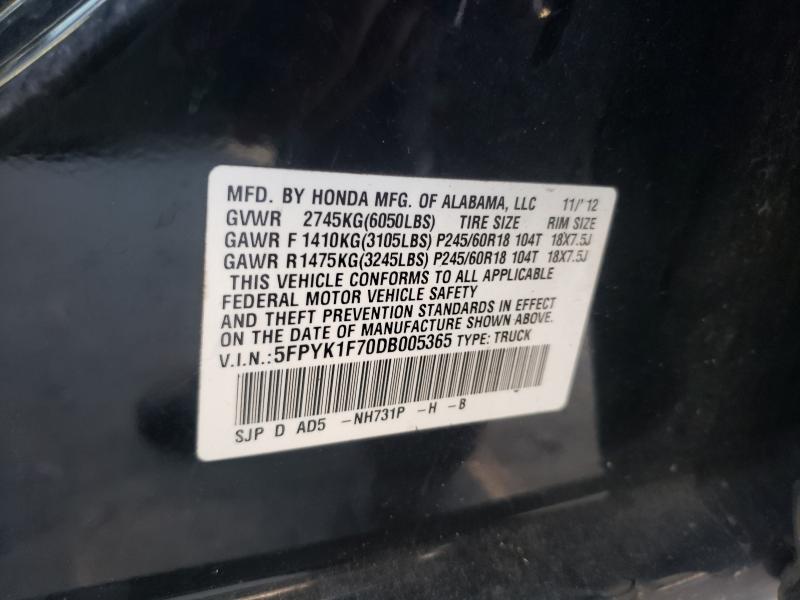 MFD. BY HONDA MFG. OF ALABAMA, LLC 11/'12
GVWR 2745KG(6050LBS) TIRE SIZE RIM SIZE
GAWR F 1410KG(3105LBS) P245/60R18 104T 18X7.5J
GAWR R 1475KG(3245LBS) P245/60R18 104T 18X7.5J
THIS VEHICLE CONFORMS TO ALL APPLICABLE
FEDERAL MOTOR VEHICLE SAFETY
AND THEFT PREVENTION STANDARDS IN EFFECT
ON THE DATE OF MANUFACTURE SHOWN ABOVE.
V.I.N.:5FPYK1F70DB005365 TYPE: TRUCK
SJP D AD5 -NH731P -H -B